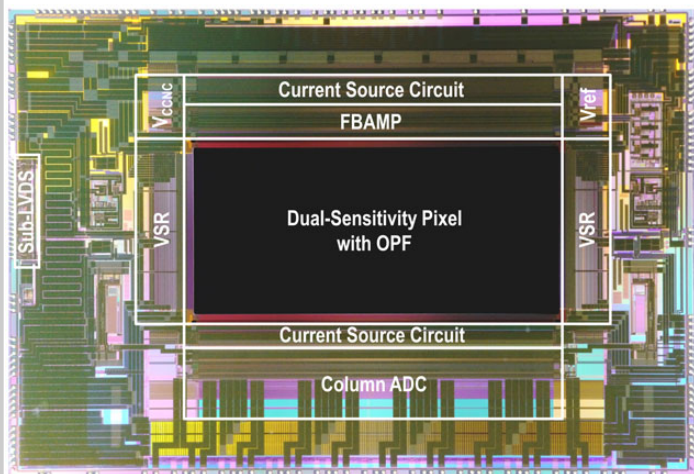 Current Source Circuit
VCCNC
Vref
FBAMP
Sub-LVDS
VSR
Dual-Sensitivity Pixel
with OPF
VSR
Current Source Circuit
Column ADC